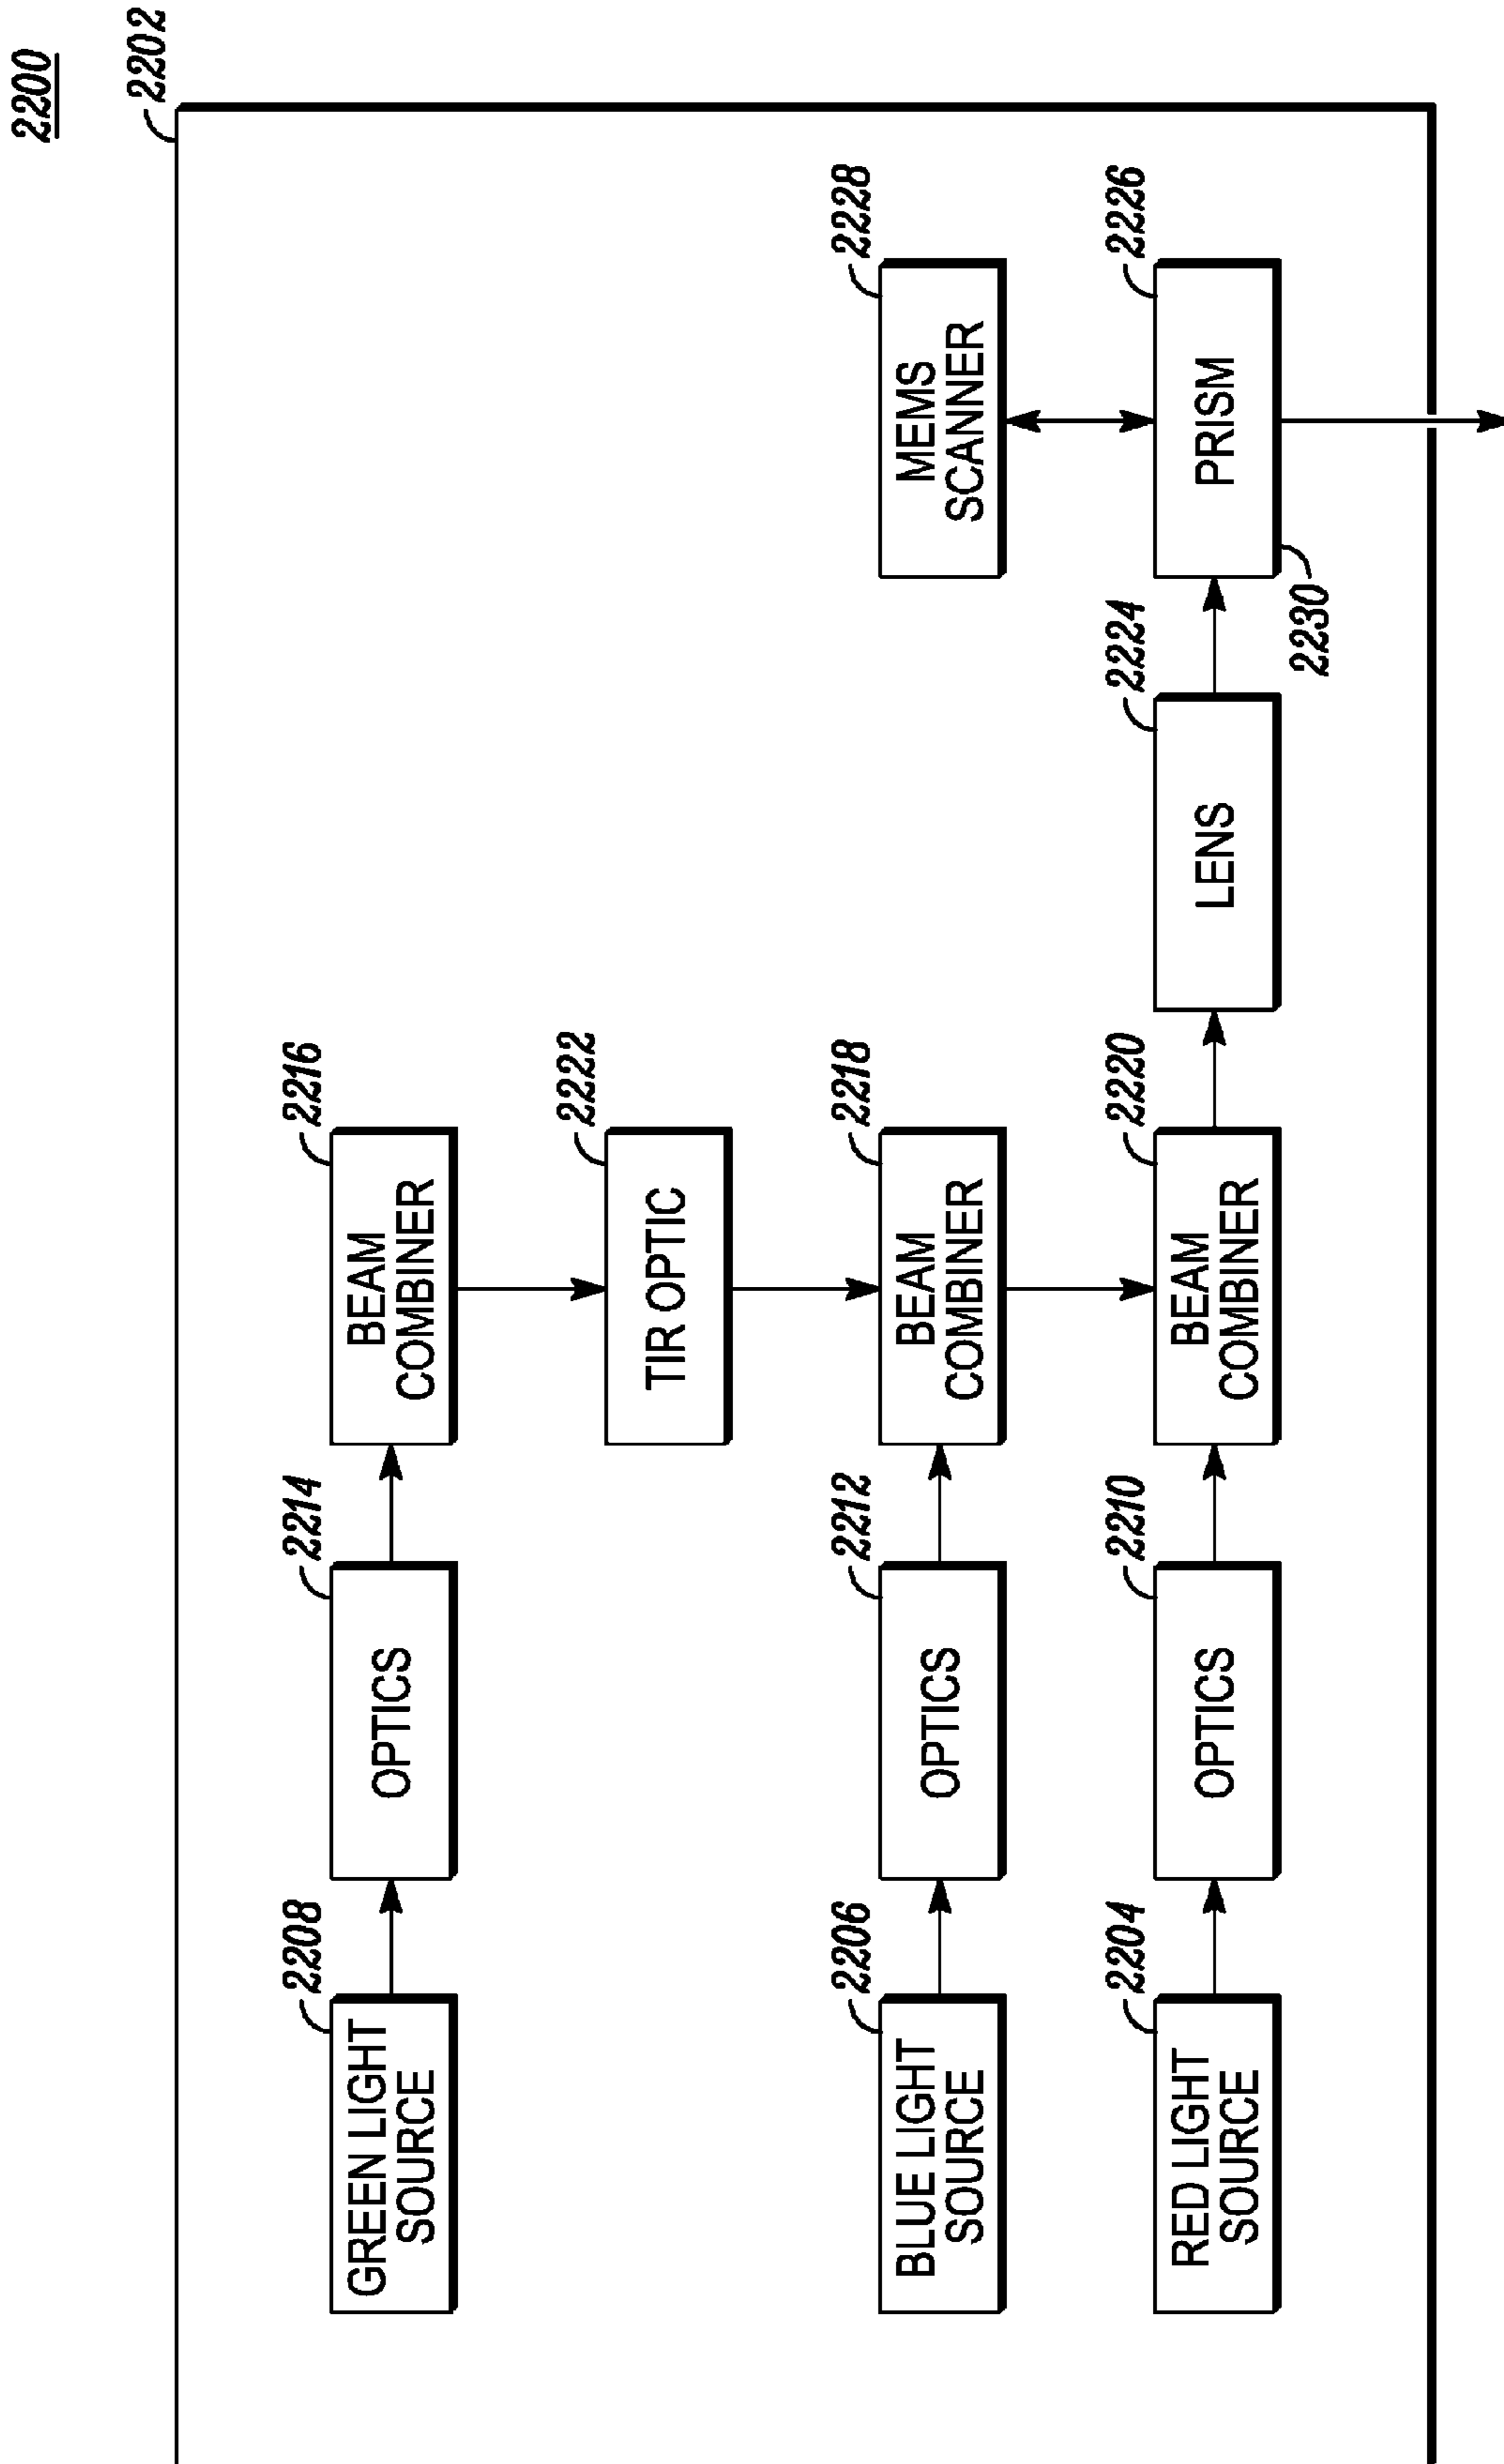 2200
2202
GREEN LIGHT
SOURCE
2208
OPTICS
2214
BEAM
COMBINER
2216
TIR OPTIC
2222
BLUE LIGHT
SOURCE
2206
OPTICS
2212
BEAM
COMBINER
2218
MEMS
SCANNER
2228
RED LIGHT
SOURCE
2204
OPTICS
2210
BEAM
COMBINER
2220
LENS
2224
PRISM
2226
2230